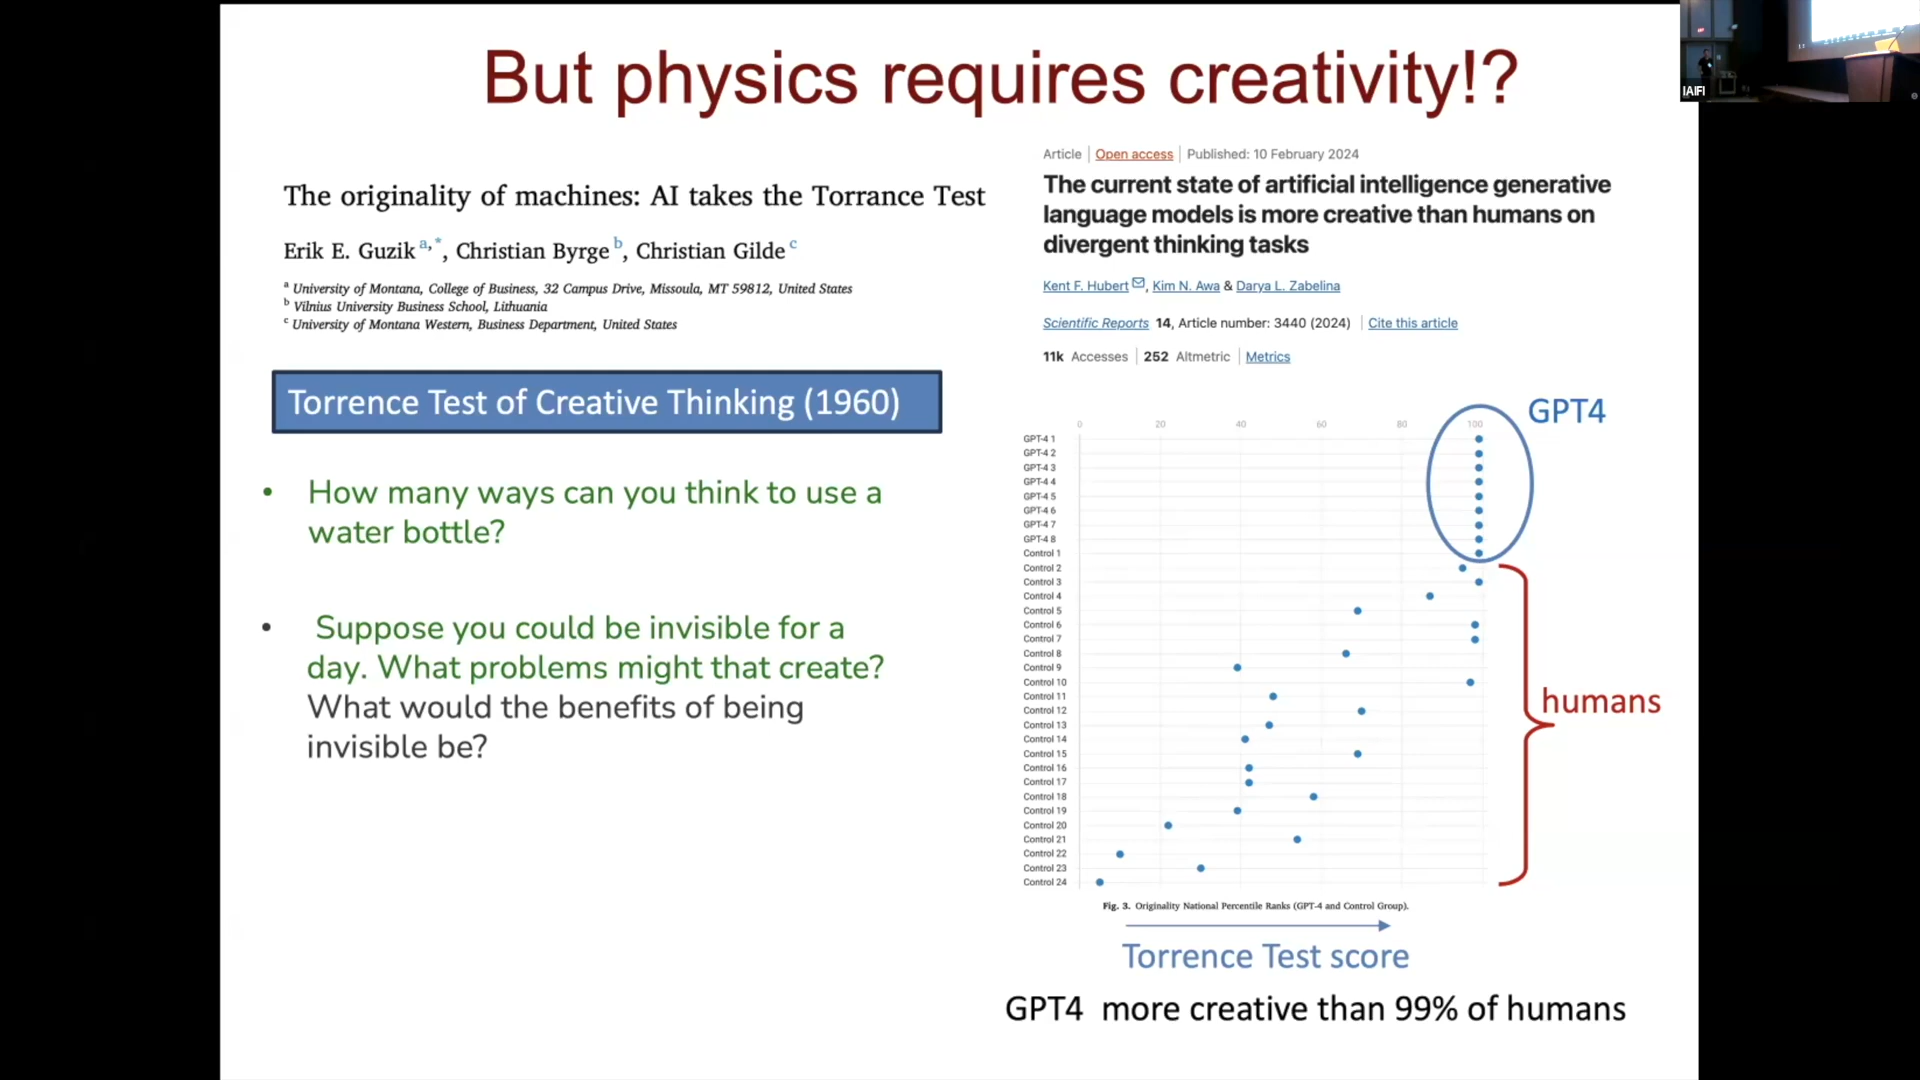 But physics requires creativity!?
IAIFI
The originality of machines: AI takes the Torrance Test
Erik E. Guzik a,*, Christian Byrge b, Christian Gilde c
a University of Montana, College of Business, 32 Campus Drive, Missoula, MT 59812, United States
b Vilnius University Business School, Lithuania
c University of Montana Western, Business Department, United States
Torrence Test of Creative Thinking (1960)
• How many ways can you think to use a
water bottle?
• Suppose you could be invisible for a
day. What problems might that create?
What would the benefits of being
invisible be?
Article | Open access | Published: 10 February 2024
The current state of artificial intelligence generative
language models is more creative than humans on
divergent thinking tasks
Kent F. Hubert, Kim N. Awa & Darya L. Zabelina
Scientific Reports 14, Article number: 3440 (2024) | Cite this article
11k Accesses | 252 Altmetric | Metrics
GPT4
0 20 40 60 80 100
GPT-4 1
GPT-4 2
GPT-4 3
GPT-4 4
GPT-4 5
GPT-4 6
GPT-4 7
GPT-4 8
Control 1
Control 2
Control 3
Control 4
Control 5
Control 6
Control 7
Control 8
Control 9
Control 10
Control 11
Control 12
Control 13
Control 14
Control 15
Control 16
Control 17
Control 18
Control 19
Control 20
Control 21
Control 22
Control 23
Control 24
humans
Fig. 3. Originality National Percentile Ranks (GPT-4 and Control Group).
Torrence Test score
GPT4 more creative than 99% of humans